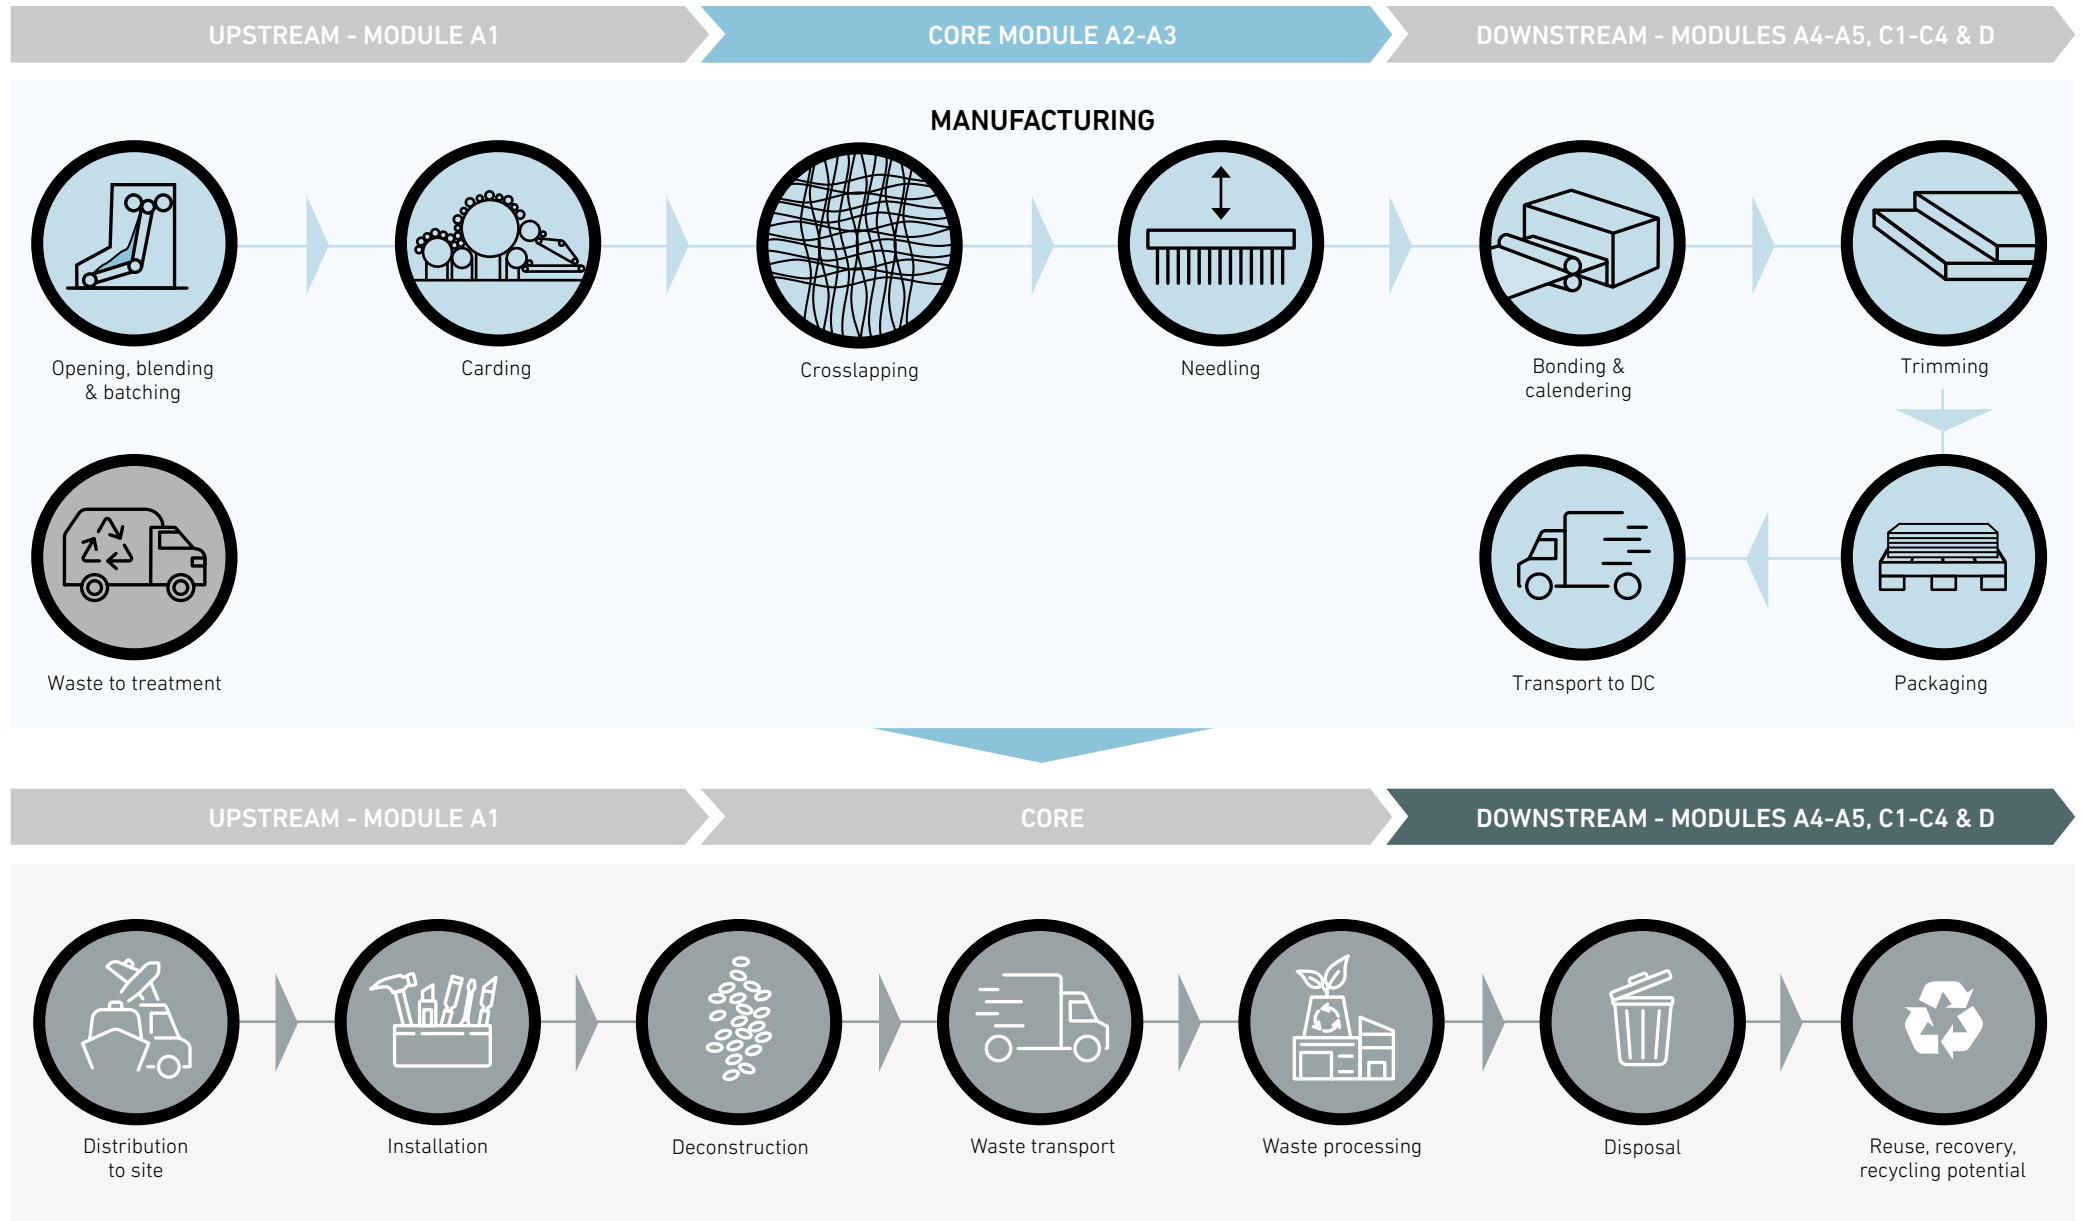 UPSTREAM - MODULE A1
CORE MODULE A2-A3
DOWNSTREAM - MODULES A4-A5, C1-C4 & D
MANUFACTURING
Opening, blending
& batching
Carding
Crosslapping
Needling
Bonding &
calendering
Trimming
Waste to treatment
Transport to DC
Packaging
UPSTREAM - MODULE A1
CORE
DOWNSTREAM - MODULES A4-A5, C1-C4 & D
Distribution
to site
Installation
Deconstruction
Waste transport
Waste processing
Disposal
Reuse, recovery,
recycling potential